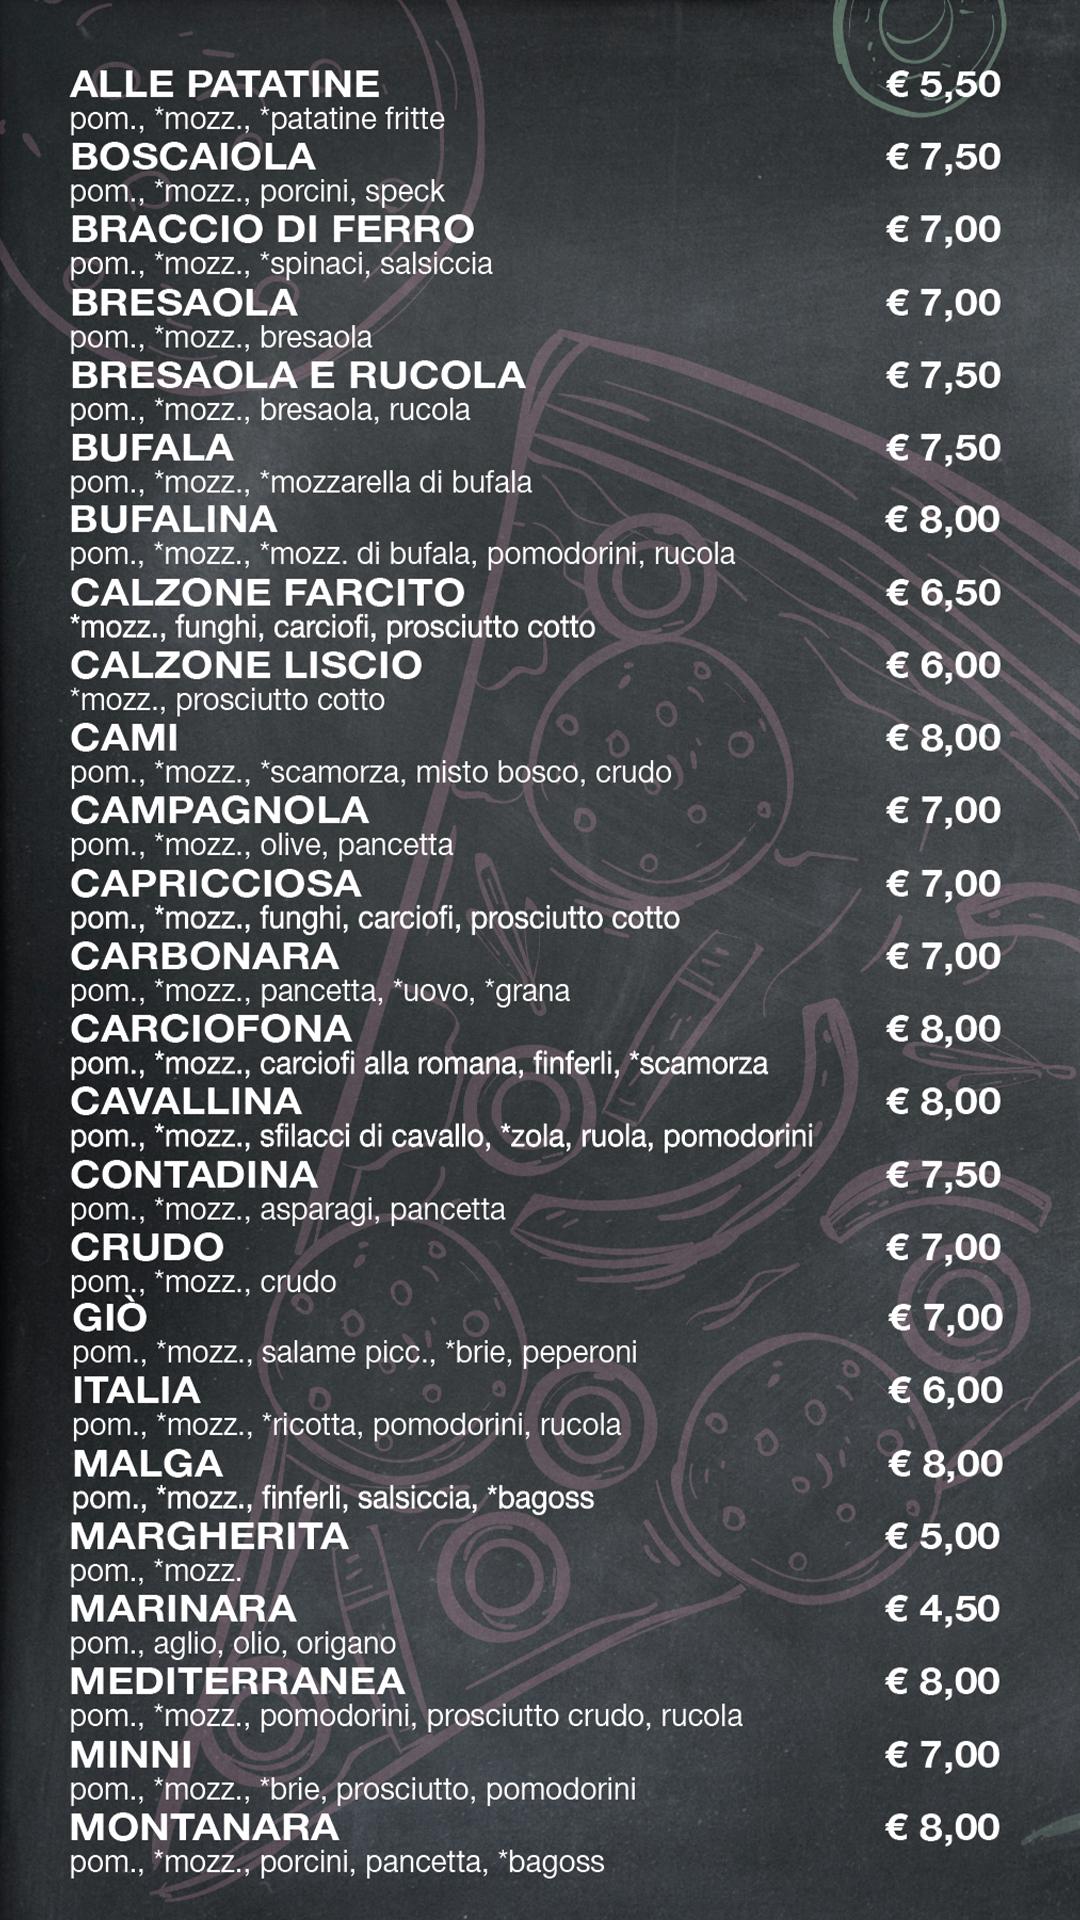 ALLE PATATINE € 5,50
pom., *mozz., *patatine fritte
BOSCAIOLA € 7,50
pom., *mozz., porcini, speck
BRACCIO DI FERRO € 7,00
pom., *mozz., *spinaci, salsiccia
BRESAOLA € 7,00
pom., *mozz., bresaola
BRESAOLA E RUCOLA € 7,50
pom., *mozz., bresaola, rucola
BUFALA € 7,50
pom., *mozz., *mozzarella di bufala
BUFALINA € 8,00
pom., *mozz., *mozz. di bufala, pomodorini, rucola
CALZONE FARCITO € 6,50
*mozz., funghi, carciofi, prosciutto cotto
CALZONE LISCIO € 6,00
*mozz., prosciutto cotto
CAMI € 8,00
pom., *mozz., *scamorza, misto bosco, crudo
CAMPAGNOLA € 7,00
pom., *mozz., olive, pancetta
CAPRICCIOSA € 7,00
pom., *mozz., funghi, carciofi, prosciutto cotto
CARBONARA € 7,00
pom., *mozz., pancetta, *uovo, *grana
CARCIOFONA € 8,00
pom., *mozz., carciofi alla romana, finferli, *scamorza
CAVALLINA € 8,00
pom., *mozz., sfilacci di cavallo, *zola, ruola, pomodorini
CONTADINA € 7,50
pom., *mozz., asparagi, pancetta
CRUDO € 7,00
pom., *mozz., crudo
GIÒ € 7,00
pom., *mozz., salame picc., *brie, peperoni
ITALIA € 6,00
pom., *mozz., *ricotta, pomodorini, rucola
MALGA € 8,00
pom., *mozz., finferli, salsiccia, *bagoss
MARGHERITA € 5,00
pom., *mozz.
MARINARA € 4,50
pom., aglio, olio, origano
MEDITERRANEA € 8,00
pom., *mozz., pomodorini, prosciutto crudo, rucola
MINNI € 7,00
pom., *mozz., *brie, prosciutto, pomodorini
MONTANARA € 8,00
pom., *mozz., porcini, pancetta, *bagoss